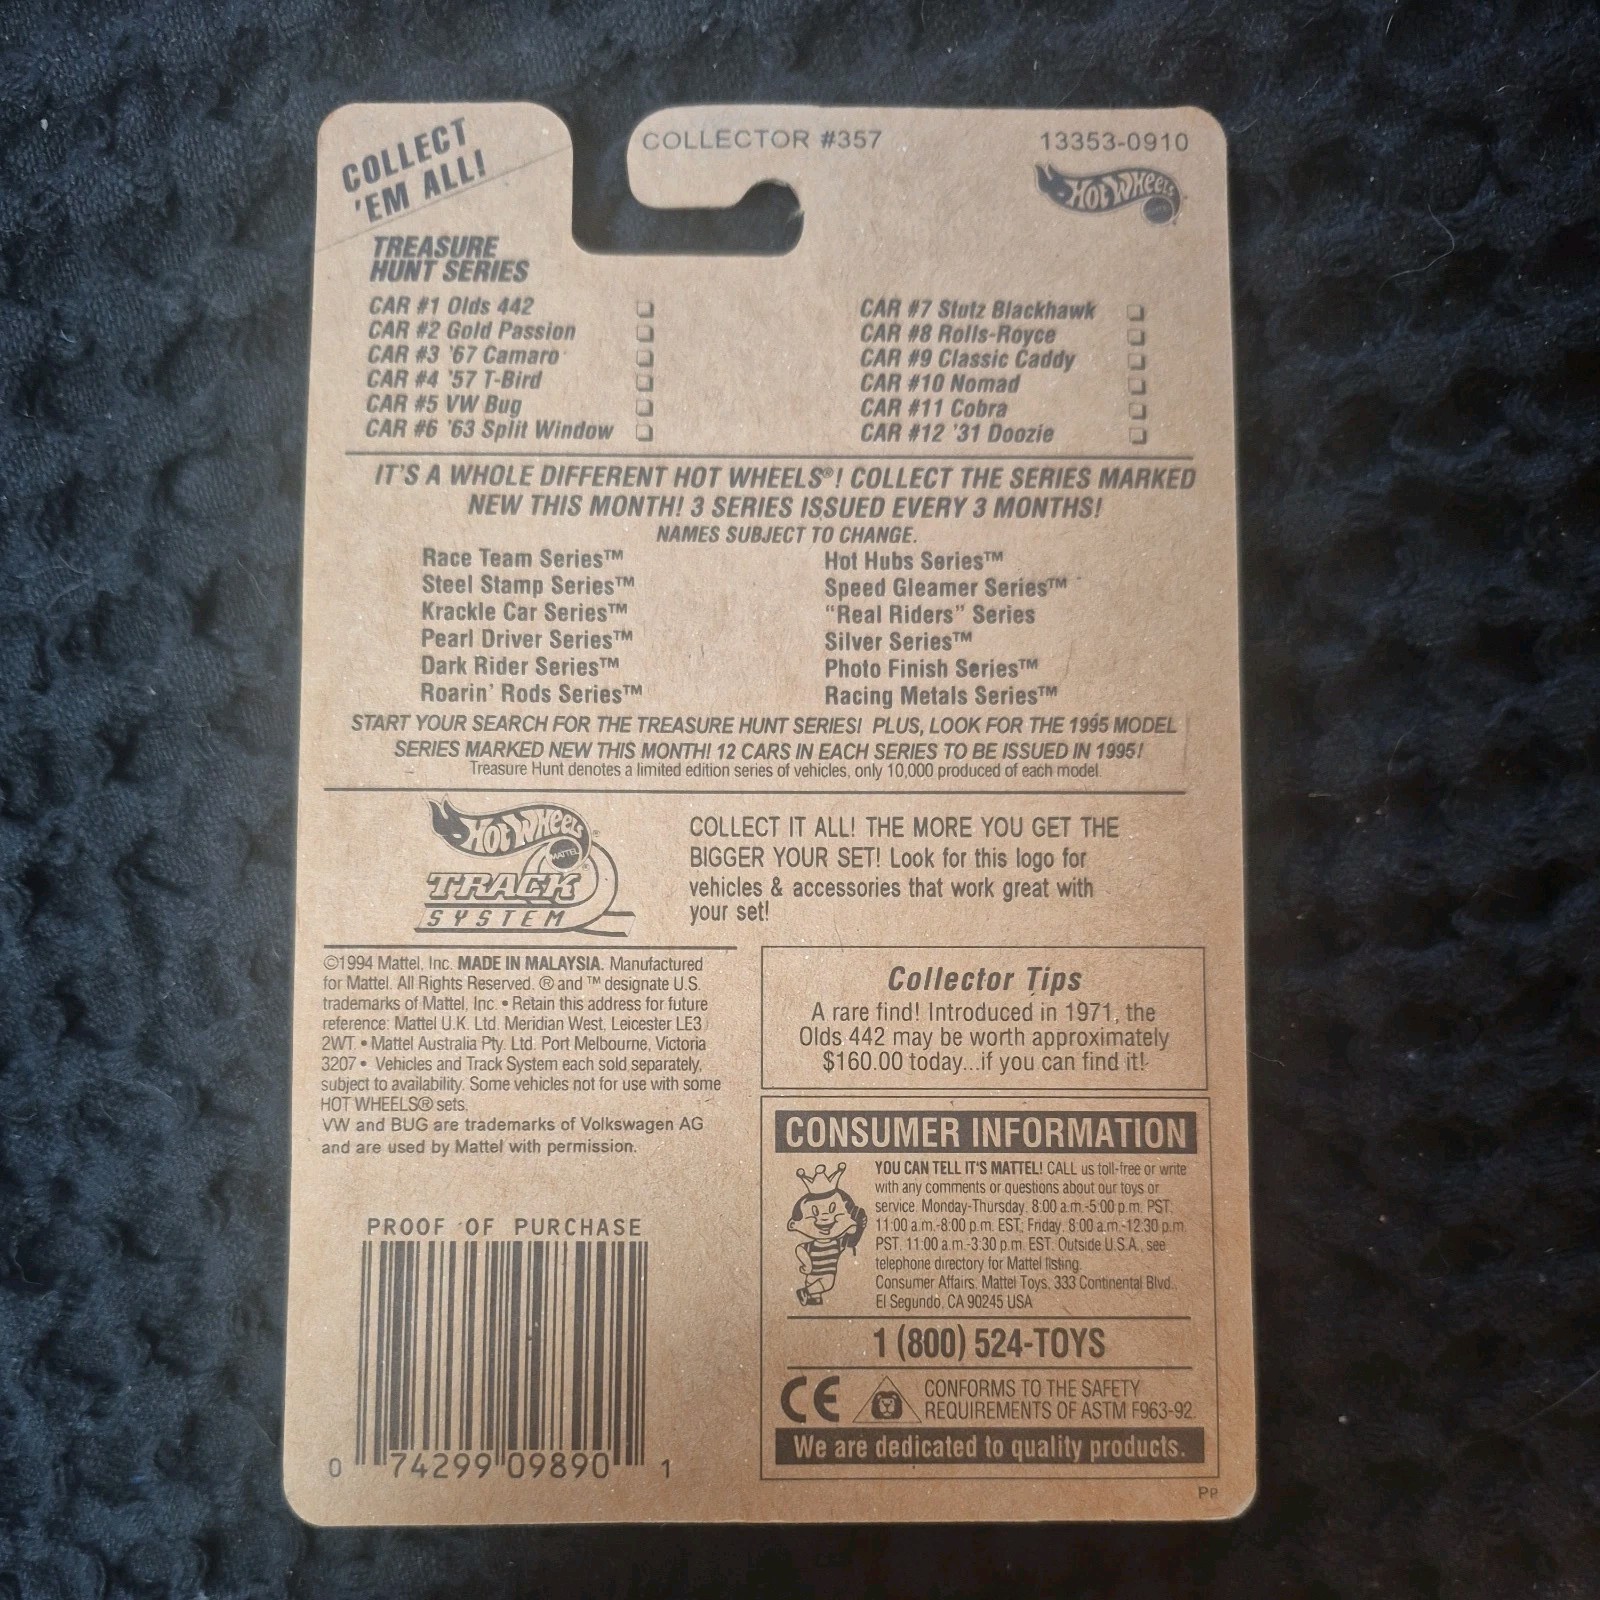 COLLECT
'EM ALL!
COLLECTOR #357
13353-0910
HOT WHEELS
TREASURE
HUNT SERIES
CAR #1 Olds 442
CAR #2 Gold Passion
CAR #3 '67 Camaro
CAR #4 '57 T-Bird
CAR #5 VW Bug
CAR #6 '63 Split Window
CAR #7 Stutz Blackhawk
CAR #8 Rolls-Royce
CAR #9 Classic Caddy
CAR #10 Nomad
CAR #11 Cobra
CAR #12 '31 Doozie
IT'S A WHOLE DIFFERENT HOT WHEELS®! COLLECT THE SERIES MARKED
NEW THIS MONTH! 3 SERIES ISSUED EVERY 3 MONTHS!
NAMES SUBJECT TO CHANGE.
Race Team Series™
Steel Stamp Series™
Krackle Car Series™
Pearl Driver Series™
Dark Rider Series™
Roarin' Rods Series™
Hot Hubs Series™
Speed Gleamer Series™
"Real Riders" Series
Silver Series™
Photo Finish Series™
Racing Metals Series™
START YOUR SEARCH FOR THE TREASURE HUNT SERIES! PLUS, LOOK FOR THE 1995 MODEL
SERIES MARKED NEW THIS MONTH! 12 CARS IN EACH SERIES TO BE ISSUED IN 1995!
Treasure Hunt denotes a limited edition series of vehicles, only 10,000 produced of each model.
HOT WHEELS®
MATTEL
TRACK
SYSTEM
COLLECT IT ALL! THE MORE YOU GET THE
BIGGER YOUR SET! Look for this logo for
vehicles & accessories that work great with
your set!
©1994 Mattel, Inc. MADE IN MALAYSIA. Manufactured
for Mattel. All Rights Reserved. ® and ™ designate U.S.
trademarks of Mattel, Inc. • Retain this address for future
reference: Mattel U.K. Ltd. Meridian West, Leicester LE3
2WT. • Mattel Australia Pty. Ltd. Port Melbourne, Victoria
3207 • Vehicles and Track System each sold separately,
subject to availability. Some vehicles not for use with some
HOT WHEELS® sets.
VW and BUG are trademarks of Volkswagen AG
and are used by Mattel with permission.
Collector Tips
A rare find! Introduced in 1971, the
Olds 442 may be worth approximately
$160.00 today...if you can find it!
CONSUMER INFORMATION
YOU CAN TELL IT'S MATTEL! CALL us toll-free or write
with any comments or questions about our toys or
service. Monday-Thursday, 8:00 a.m.-5:00 p.m. PST,
11:00 a.m.-8:00 p.m. EST; Friday, 8:00 a.m.-12:30 p.m.
PST, 11:00 a.m.-3:30 p.m. EST. Outside U.S.A., see
telephone directory for Mattel listing.
Consumer Affairs, Mattel Toys, 333 Continental Blvd.,
El Segundo, CA 90245 USA
1 (800) 524-TOYS
CE
CONFORMS TO THE SAFETY
REQUIREMENTS OF ASTM F963-92
We are dedicated to quality products.
PROOF OF PURCHASE
0 74299 09890 1
PP